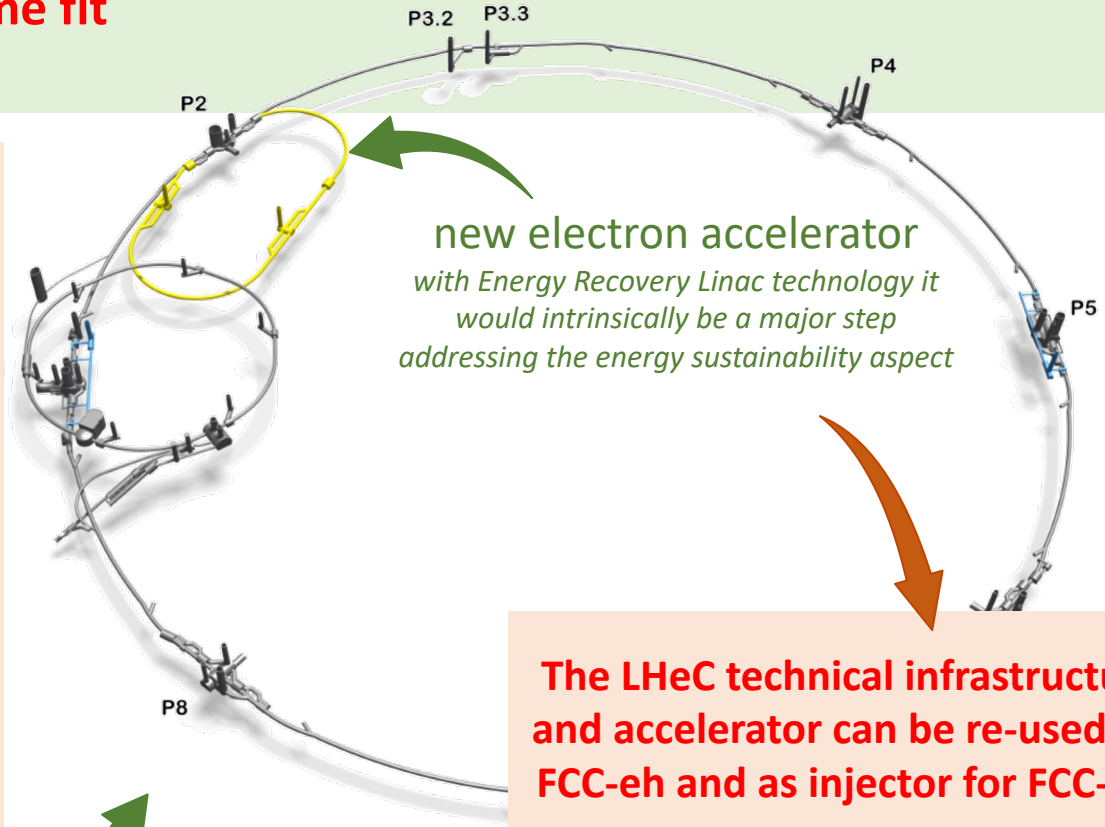 ne fit
P3.2 P3.3
P4
P2
new electron accelerator
with Energy Recovery Linac technology it
would intrinsically be a major step
addressing the energy sustainability aspect
P5
The LHeC technical infrastructu
and accelerator can be re-used
FCC-eh and as injector for FCC-
P8